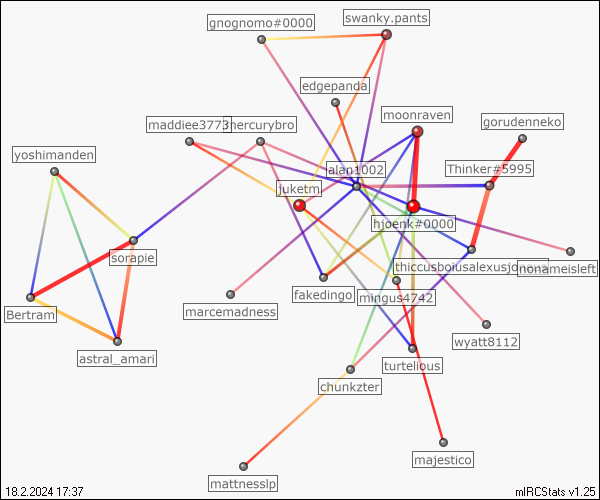 gnognomo#0000
swanky.pants
edgepanda
moonraven
gorudenneko
maddiee3773
mercurybro
yoshimanden
alan1002
Thinker#5995
juketm
hjoenk#0000
sorapie
nonameisleft
fakedingo
mingus4742
Bertram
marcemadness
wyatt8112
astral_amari
turtelious
chunkzter
majestico
mattnesslp
18.2.2024 17:37
mIRCStats v1.25